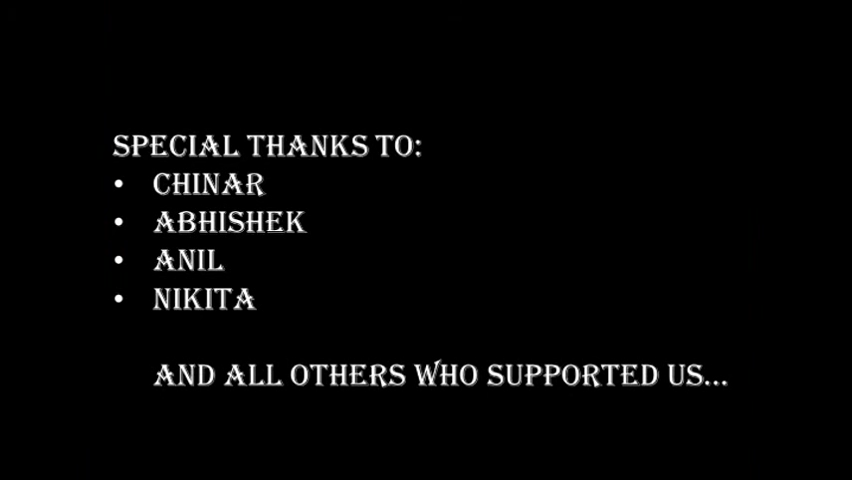 SPECIAL THANKS TO:
• CHINAR
• ABHISHEK
• ANIL
• NIKITA
AND ALL OTHERS WHO SUPPORTED US...